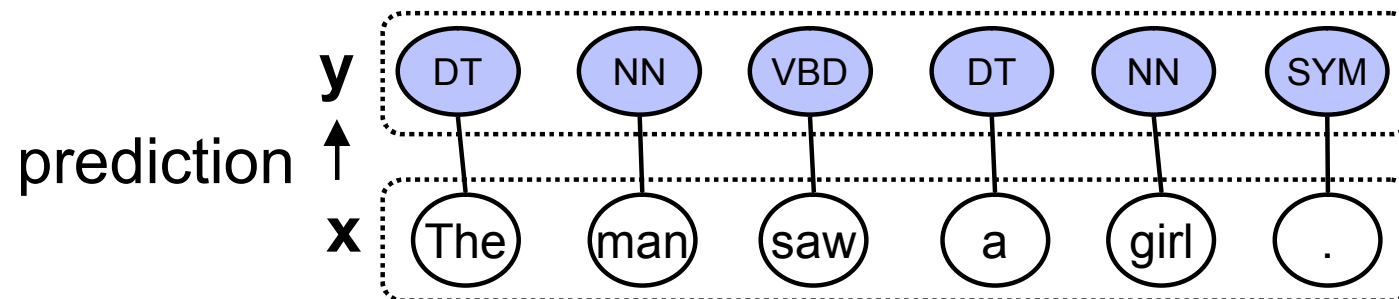 y DT NN VBD DT NN SYM
prediction
x The man saw a girl .